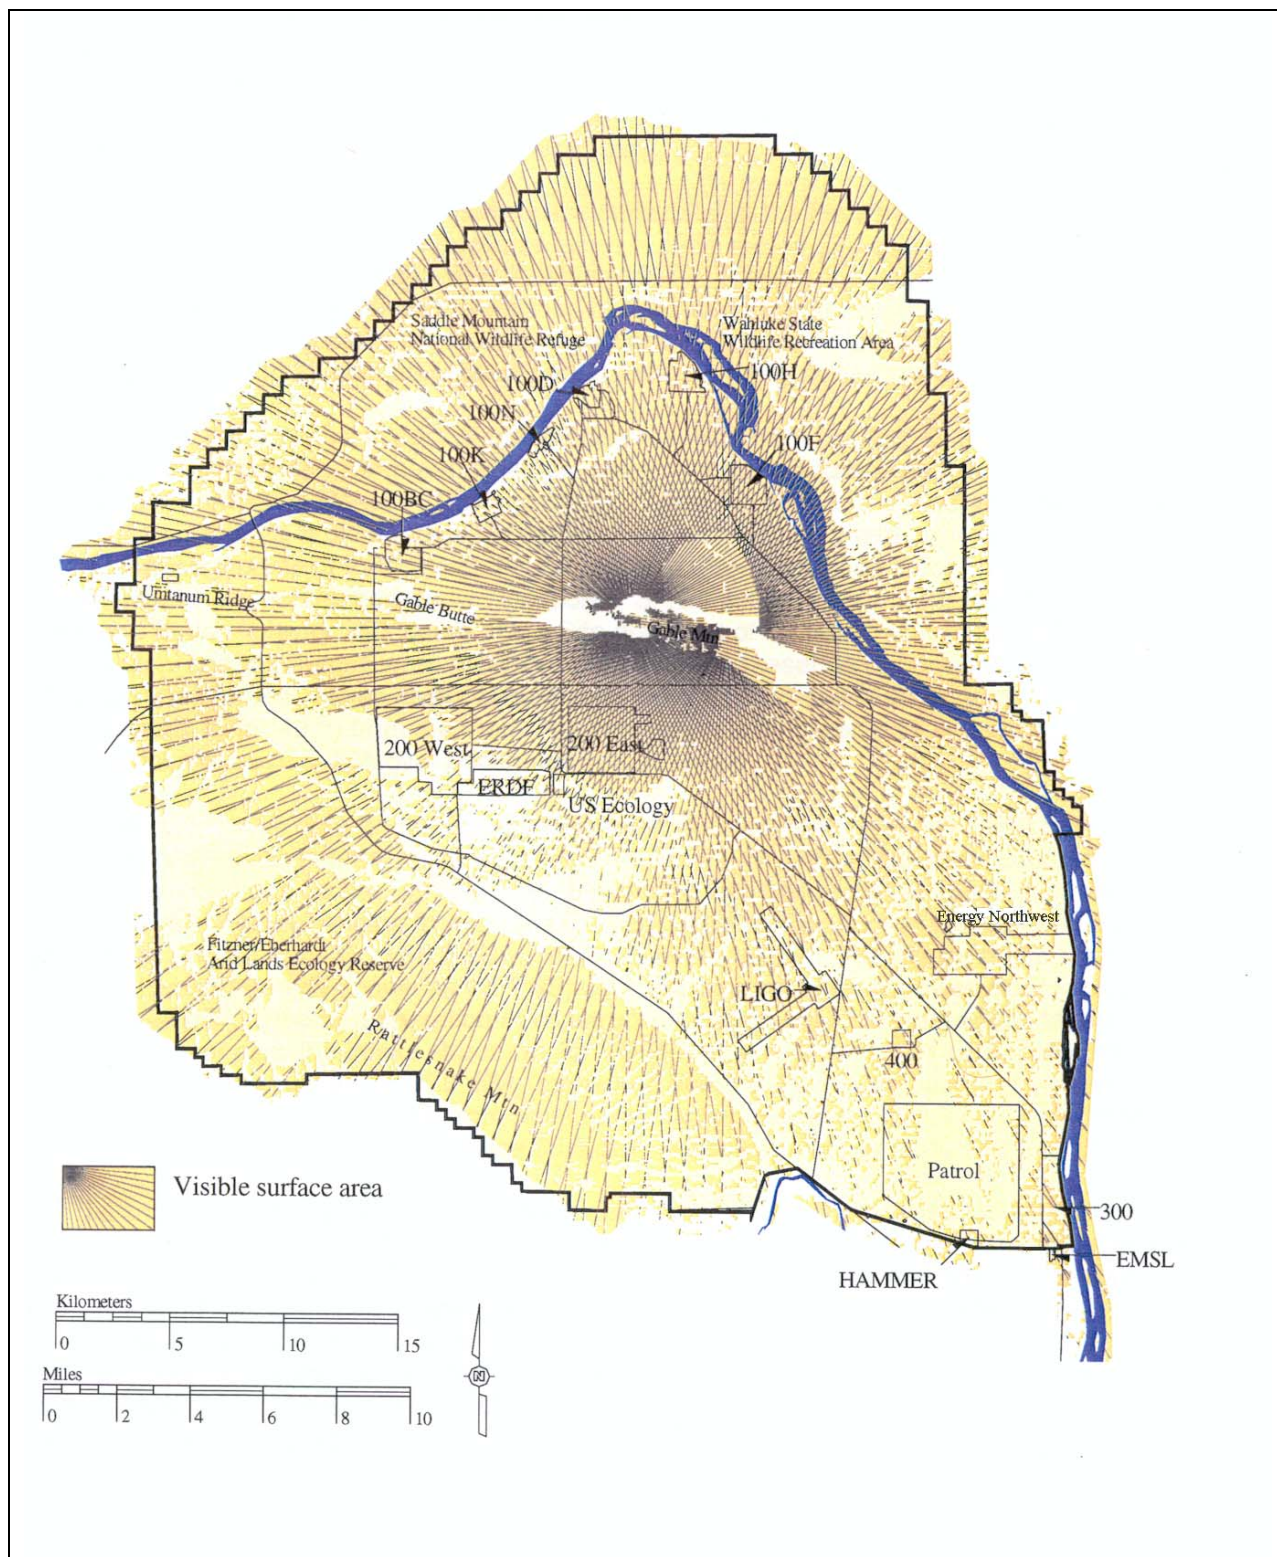 Saddle Mountain
National Wildlife Refuge
Wahluke State
Wildlife Recreation Area
100H
100D
100N
100F
100K
100BC
Umtanum Ridge
Gable Butte
Gable Mtn
200 West
200 East
ERDF
US Ecology
Energy Northwest
Fitzner/Eberhardt
Arid Lands Ecology Reserve
LIGO
Rattlesnake Mtn
400
Patrol
Visible surface area
300
EMSL
HAMMER
Kilometers
0 5 10 15
N
Miles
0 2 4 6 8 10